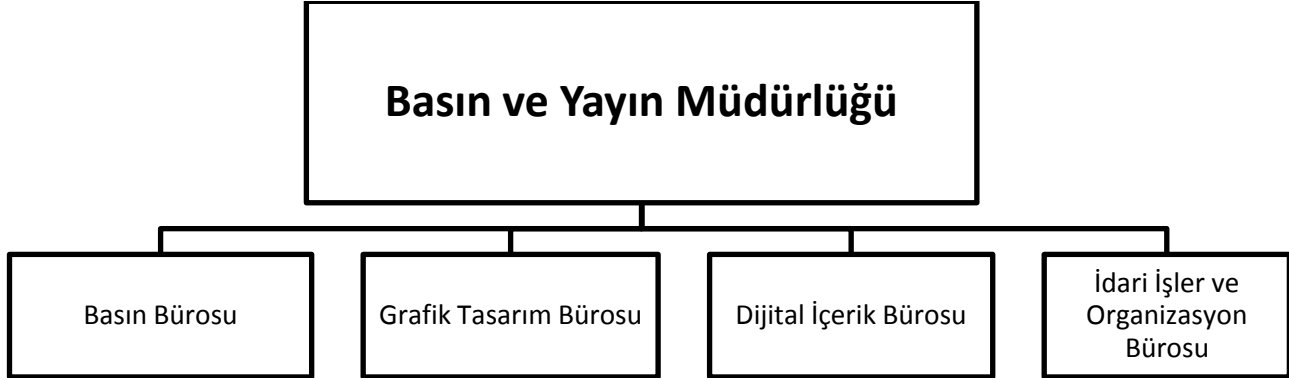 Basın ve Yayın Müdürlüğü
Basın Bürosu
Grafik Tasarım Bürosu
Dijital İçerik Bürosu
İdari İşler ve
Organizasyon
Bürosu